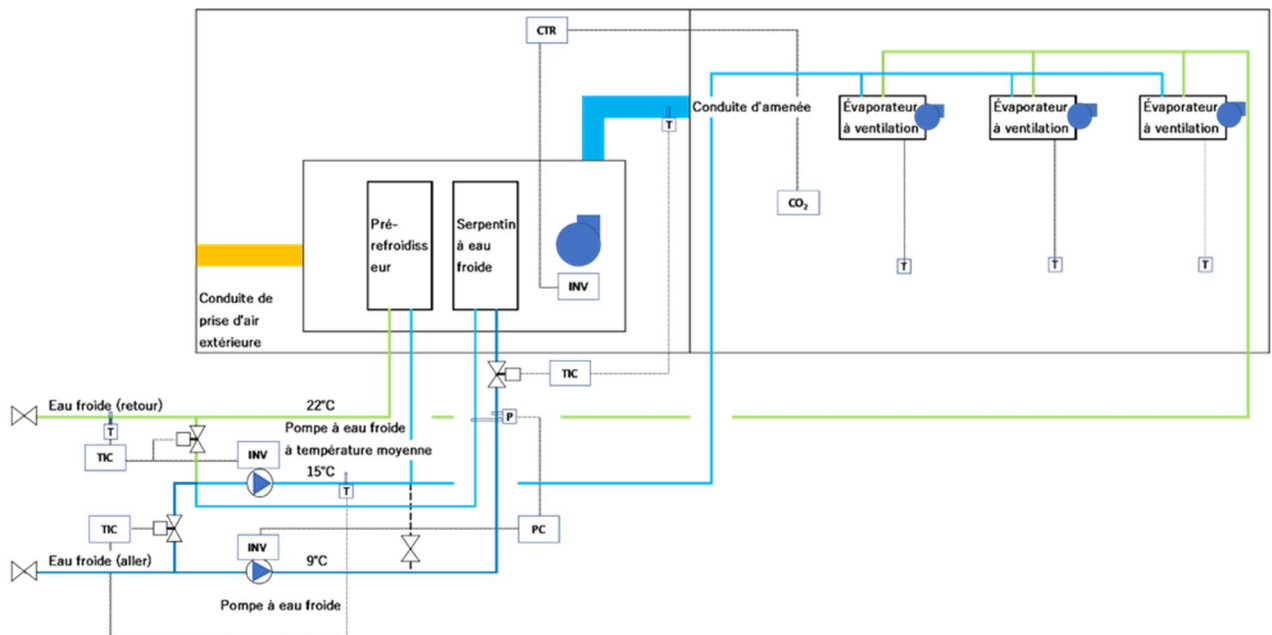 CTR
Conduite d'amenée
T
Évaporateur
à ventilation
Évaporateur
à ventilation
Évaporateur
à ventilation
CO₂
Pré-
refroidiss
eur
Serpentin
à eau
froide
INV
T
T
T
Conduite de
prise d'air
extérieure
TIC
Eau froide (retour)
22°C
P
T
Pompe à eau froide
à température moyenne
TIC
INV
15°C
T
TIC
PC
INV
Eau froide (aller)
9°C
Pompe à eau froide